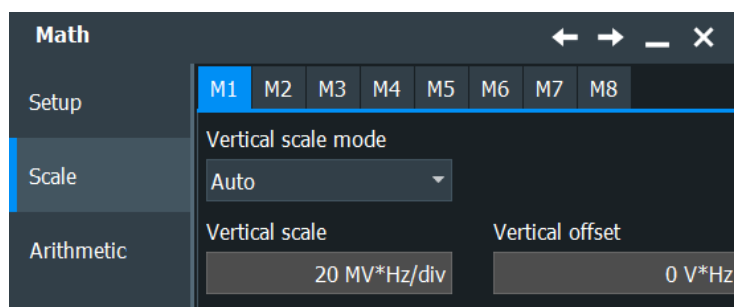 Math
Setup
Scale
Arithmetic
M1 M2 M3 M4 M5 M6 M7 M8
Vertical scale mode
Auto
Vertical scale Vertical offset
20 MV*Hz/div 0 V*Hz